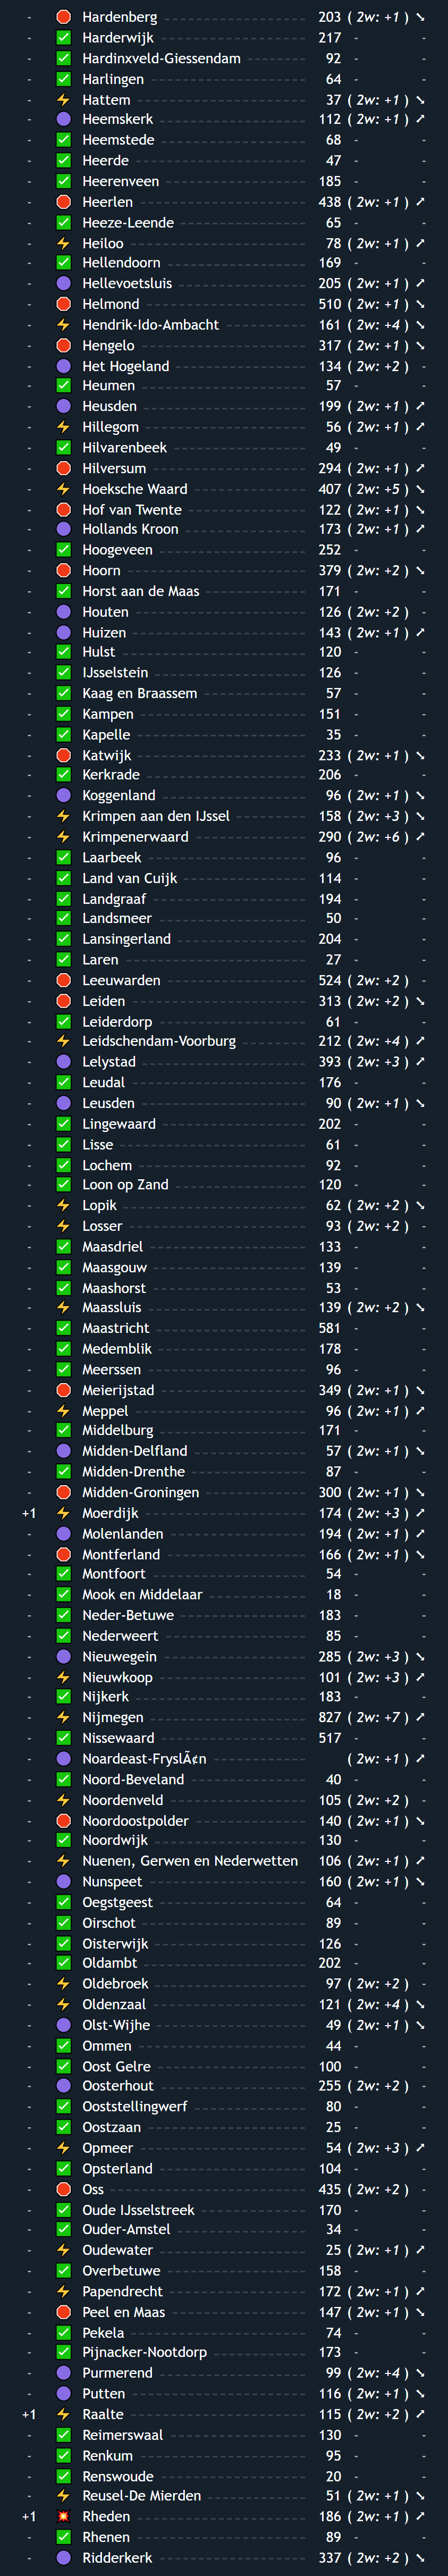 - 🛑 Hardenberg 203 ( 2w: +1 ) ↘
- ✅ Harderwijk 217 - -
- ✅ Hardinxveld-Giessendam 92 - -
- ✅ Harlingen 64 - -
- ⚡ Hattem 37 ( 2w: +1 ) ↘
- 🟣 Heemskerk 112 ( 2w: +1 ) ↗
- ✅ Heemstede 68 - -
- ✅ Heerde 47 - -
- ✅ Heerenveen 185 - -
- 🛑 Heerlen 438 ( 2w: +1 ) ↗
- ✅ Heeze-Leende 65 - -
- ⚡ Heiloo 78 ( 2w: +1 ) ↗
- ✅ Hellendoorn 169 - -
- 🟣 Hellevoetsluis 205 ( 2w: +1 ) ↗
- 🛑 Helmond 510 ( 2w: +1 ) ↘
- ⚡ Hendrik-Ido-Ambacht 161 ( 2w: +4 ) ↘
- 🛑 Hengelo 317 ( 2w: +1 ) ↘
- 🟣 Het Hogeland 134 ( 2w: +2 ) -
- ✅ Heumen 57 - -
- 🟣 Heusden 199 ( 2w: +1 ) ↗
- ⚡ Hillegom 56 ( 2w: +1 ) ↗
- ✅ Hilvarenbeek 49 - -
- 🛑 Hilversum 294 ( 2w: +1 ) ↗
- ⚡ Hoeksche Waard 407 ( 2w: +5 ) ↘
- 🛑 Hof van Twente 122 ( 2w: +1 ) ↘
- 🟣 Hollands Kroon 173 ( 2w: +1 ) ↗
- ✅ Hoogeveen 252 - -
- 🛑 Hoorn 379 ( 2w: +2 ) ↘
- ✅ Horst aan de Maas 171 - -
- 🟣 Houten 126 ( 2w: +2 ) -
- 🟣 Huizen 143 ( 2w: +1 ) ↗
- ✅ Hulst 120 - -
- ✅ IJsselstein 126 - -
- ✅ Kaag en Braassem 57 - -
- ✅ Kampen 151 - -
- ✅ Kapelle 35 - -
- 🛑 Katwijk 233 ( 2w: +1 ) ↘
- ✅ Kerkrade 206 - -
- 🟣 Koggenland 96 ( 2w: +1 ) ↘
- ⚡ Krimpen aan den IJssel 158 ( 2w: +3 ) ↘
- ⚡ Krimpenerwaard 290 ( 2w: +6 ) ↗
- ✅ Laarbeek 96 - -
- ✅ Land van Cuijk 114 - -
- ✅ Landgraaf 194 - -
- ✅ Landsmeer 50 - -
- ✅ Lansingerland 204 - -
- ✅ Laren 27 - -
- 🛑 Leeuwarden 524 ( 2w: +2 ) -
- 🛑 Leiden 313 ( 2w: +2 ) ↘
- ✅ Leiderdorp 61 - -
- ⚡ Leidschendam-Voorburg 212 ( 2w: +4 ) ↗
- 🟣 Lelystad 393 ( 2w: +3 ) ↗
- ✅ Leudal 176 - -
- 🟣 Leusden 90 ( 2w: +1 ) ↘
- ✅ Lingewaard 202 - -
- ✅ Lisse 61 - -
- ✅ Lochem 92 - -
- ✅ Loon op Zand 120 - -
- ⚡ Lopik 62 ( 2w: +2 ) ↘
- ⚡ Losser 93 ( 2w: +2 ) -
- ✅ Maasdriel 133 - -
- ✅ Maasgouw 139 - -
- ✅ Maashorst 53 - -
- ⚡ Maassluis 139 ( 2w: +2 ) ↘
- ✅ Maastricht 581 - -
- ✅ Medemblik 178 - -
- ✅ Meerssen 96 - -
- 🛑 Meierijstad 349 ( 2w: +1 ) ↘
- ⚡ Meppel 96 ( 2w: +1 ) ↗
- ✅ Middelburg 171 - -
- 🟣 Midden-Delfland 57 ( 2w: +1 ) ↘
- ✅ Midden-Drenthe 87 - -
- 🛑 Midden-Groningen 300 ( 2w: +1 ) ↘
+1 ⚡ Moerdijk 174 ( 2w: +3 ) ↗
- 🟣 Molenlanden 194 ( 2w: +1 ) ↗
- 🛑 Montferland 166 ( 2w: +1 ) ↘
- ✅ Montfoort 54 - -
- ✅ Mook en Middelaar 18 - -
- ✅ Neder-Betuwe 183 - -
- ✅ Nederweert 85 - -
- 🟣 Nieuwegein 285 ( 2w: +3 ) ↘
- ⚡ Nieuwkoop 101 ( 2w: +3 ) ↗
- ✅ Nijkerk 183 - -
- ⚡ Nijmegen 827 ( 2w: +7 ) ↗
- ✅ Nissewaard 517 - -
- 🟣 Noardeast-FryslÃ¢n ( 2w: +1 ) ↗
- ✅ Noord-Beveland 40 - -
- ⚡ Noordenveld 105 ( 2w: +2 ) -
- 🛑 Noordoostpolder 140 ( 2w: +1 ) ↘
- ✅ Noordwijk 130 - -
- ⚡ Nuenen, Gerwen en Nederwetten 106 ( 2w: +1 ) ↗
- 🟣 Nunspeet 160 ( 2w: +1 ) ↘
- ✅ Oegstgeest 64 - -
- ✅ Oirschot 89 - -
- ✅ Oisterwijk 126 - -
- ✅ Oldambt 202 - -
- ⚡ Oldebroek 97 ( 2w: +2 ) -
- ⚡ Oldenzaal 121 ( 2w: +4 ) ↘
- 🟣 Olst-Wijhe 49 ( 2w: +1 ) ↘
- ✅ Ommen 44 - -
- ✅ Oost Gelre 100 - -
- 🟣 Oosterhout 255 ( 2w: +2 ) -
- ✅ Ooststellingwerf 80 - -
- ✅ Oostzaan 25 - -
- ⚡ Opmeer 54 ( 2w: +3 ) ↗
- ✅ Opsterland 104 - -
- 🛑 Oss 435 ( 2w: +2 ) -
- ✅ Oude IJsselstreek 170 - -
- ✅ Ouder-Amstel 34 - -
- ⚡ Oudewater 25 ( 2w: +1 ) ↗
- ✅ Overbetuwe 158 - -
- ⚡ Papendrecht 172 ( 2w: +1 ) ↗
- 🛑 Peel en Maas 147 ( 2w: +1 ) ↘
- ✅ Pekela 74 - -
- ✅ Pijnacker-Nootdorp 173 - -
- 🟣 Purmerend 99 ( 2w: +4 ) ↘
- 🟣 Putten 116 ( 2w: +1 ) ↘
+1 ⚡ Raalte 115 ( 2w: +2 ) ↗
- ✅ Reimerswaal 130 - -
- ✅ Renkum 95 - -
- ✅ Renswoude 20 - -
- ⚡ Reusel-De Mierden 51 ( 2w: +1 ) ↘
+1 💥 Rheden 186 ( 2w: +1 ) ↗
- ✅ Rhenen 89 - -
- 🟣 Ridderkerk 337 ( 2w: +2 ) ↘